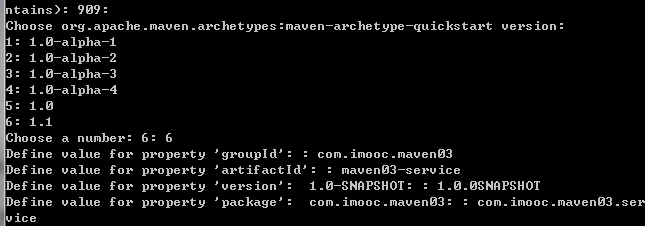 ntains): 909:
Choose org.apache.maven.archetypes:maven-archetype-quickstart version:
1: 1.0-alpha-1
2: 1.0-alpha-2
3: 1.0-alpha-3
4: 1.0-alpha-4
5: 1.0
6: 1.1
Choose a number: 6: 6
Define value for property 'groupId': : com.imooc.maven03
Define value for property 'artifactId': : maven03-service
Define value for property 'version':  1.0-SNAPSHOT: : 1.0.0SNAPSHOT
Define value for property 'package':  com.imooc.maven03: : com.imooc.maven03.ser
vice